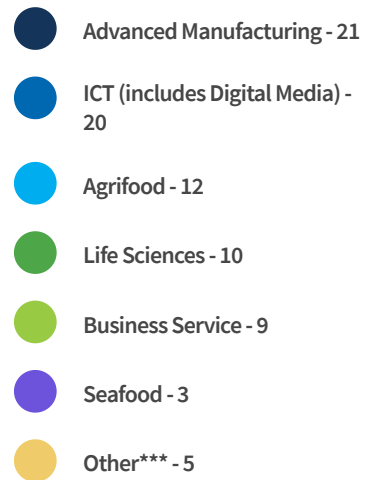 Advanced Manufacturing - 21
ICT (includes Digital Media) -
20
Agrifood - 12
Life Sciences - 10
Business Service - 9
Seafood - 3
Other*** - 5